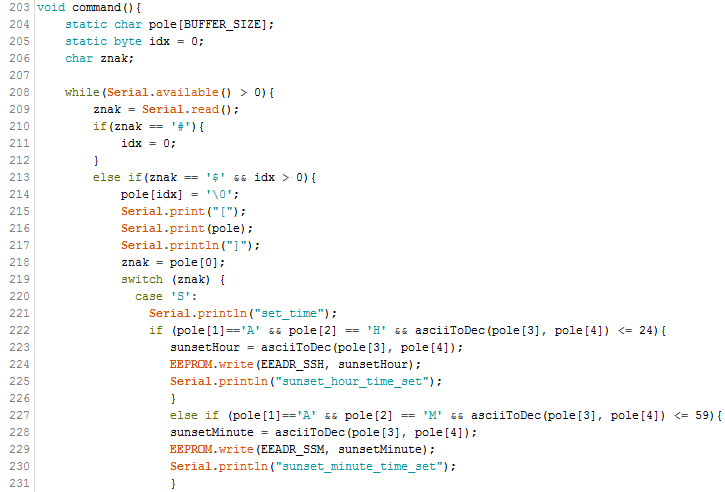 203 void command(){
204     static char pole[BUFFER_SIZE];
205     static byte idx = 0;
206     char znak;
207
208     while(Serial.available() > 0){
209         znak = Serial.read();
210         if(znak == '#'){
211             idx = 0;
212         }
213         else if(znak == '$' && idx > 0){
214             pole[idx] = '\0';
215             Serial.print("[");
216             Serial.print(pole);
217             Serial.println("]");
218             znak = pole[0];
219             switch (znak) {
220               case 'S':
221                 Serial.println("set_time");
222                 if (pole[1]=='A' && pole[2] == 'H' && asciiToDec(pole[3], pole[4]) <= 24){
223                    sunsetHour = asciiToDec(pole[3], pole[4]);
224                    EEPROM.write(EEADR_SSH, sunsetHour);
225                    Serial.println("sunset_hour_time_set");
226                    }
227                    else if (pole[1]=='A' && pole[2] == 'M' && asciiToDec(pole[3], pole[4]) <= 59){
228                    sunsetMinute = asciiToDec(pole[3], pole[4]);
229                    EEPROM.write(EEADR_SSM, sunsetMinute);
230                    Serial.println("sunset_minute_time_set");
231                    }